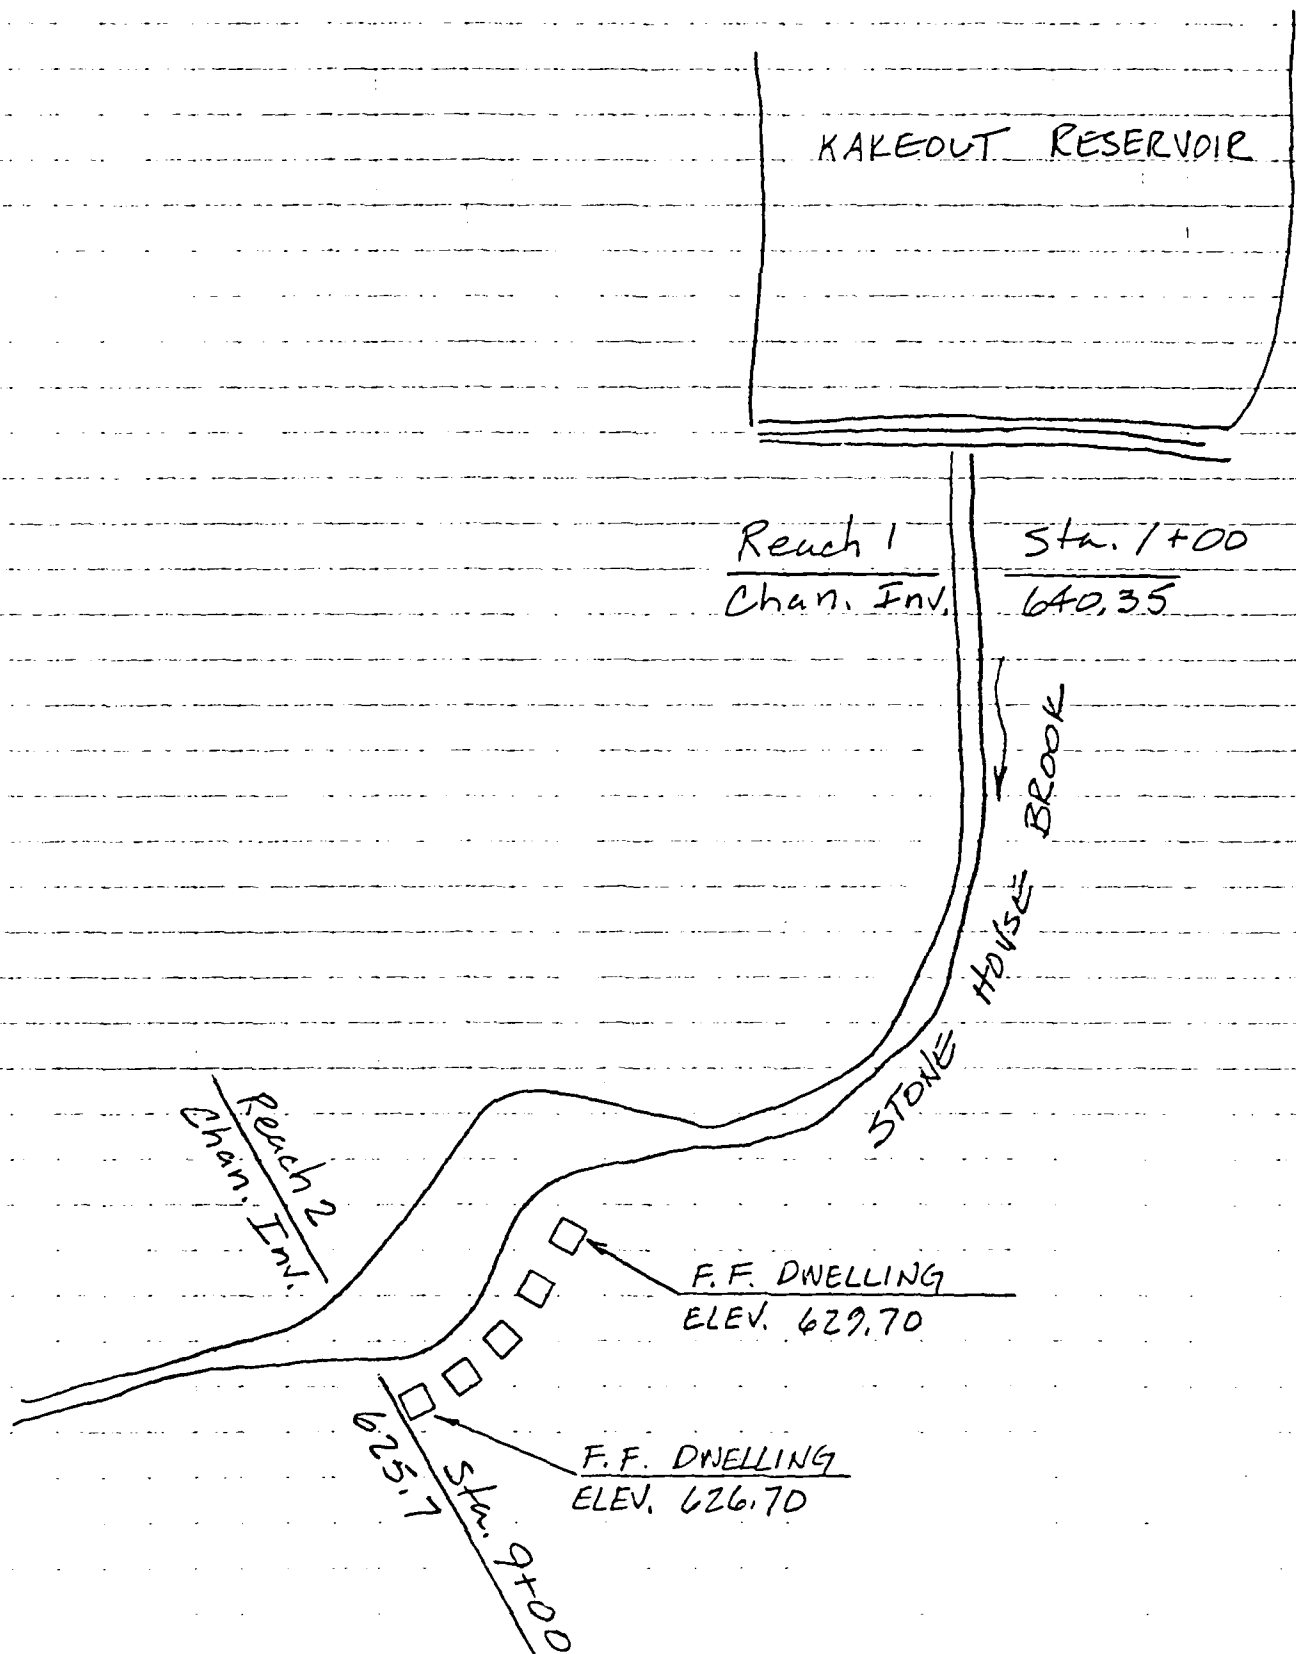 KAKEOUT RESERVOIR
Reach 1 Sta. 1+00
Chan. Inv. 640.35
STONE HOUSE BROOK
Reach 2
Chan. Inv.
F.F. DWELLING
ELEV. 629.70
Sta. 9+00
625.7
F.F. DWELLING
ELEV. 626.70